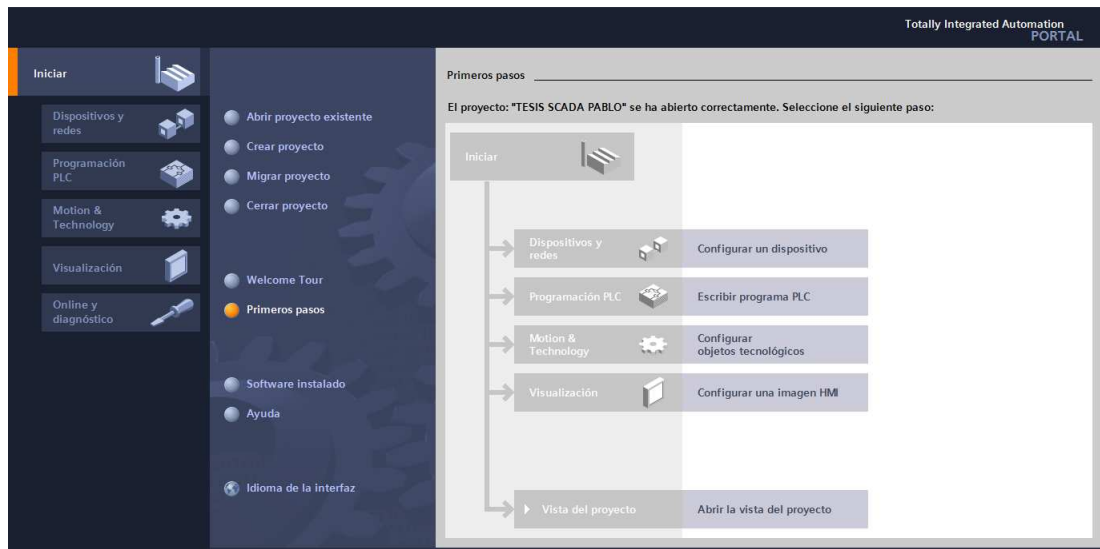 Totally Integrated Automation
PORTAL
Iniciar
Dispositivos y
redes
Programación
PLC
Motion &
Technology
Visualización
Online y
diagnóstico
Abrir proyecto existente
Crear proyecto
Migrar proyecto
Cerrar proyecto
Welcome Tour
Primeros pasos
Software instalado
Ayuda
Idioma de la interfaz
Primeros pasos
El proyecto: "TESIS SCADA PABLO" se ha abierto correctamente. Seleccione el siguiente paso:
Iniciar
Dispositivos y
redes
Configurar un dispositivo
Programación PLC
Escribir programa PLC
Motion &
Technology
Configurar
objetos tecnológicos
Visualización
Configurar una imagen HMI
Vista del proyecto
Abrir la vista del proyecto